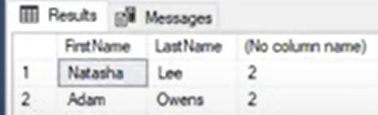 Results Messages
FirstName LastName (No column name)
1 Natasha Lee 2
2 Adam Owens 2